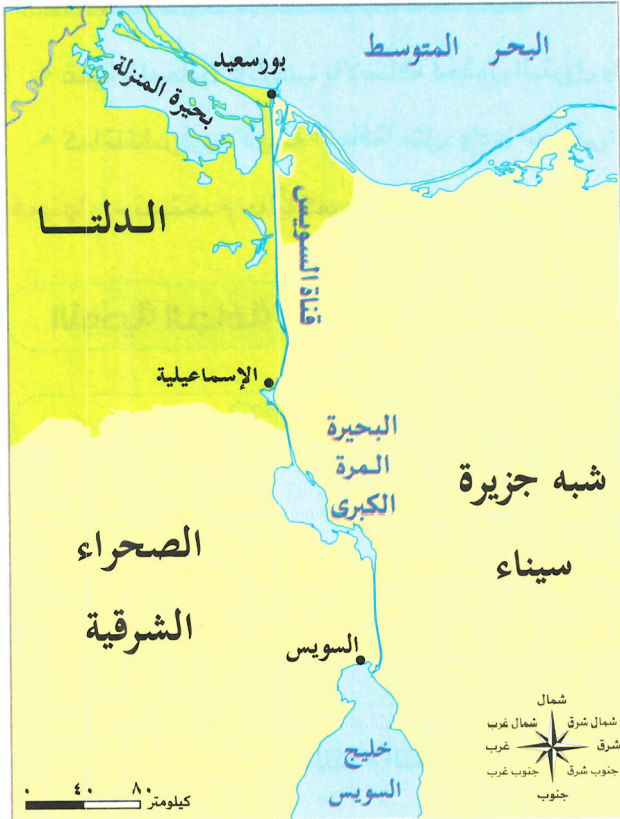 البحر المتوسط
بورسعيد
بحيرة المنزلة
الدلتا
قناة السويس
الإسماعيلية
البحيرة
المرة
الكبرى
شبه جزيرة
سيناء
الصحراء
الشرقية
السويس
خليج
السويس
شمال
شمال شرق
شمال غرب
شرق
غرب
جنوب شرق
جنوب غرب
جنوب
٠ ٤٠ ٨٠
كيلومتر